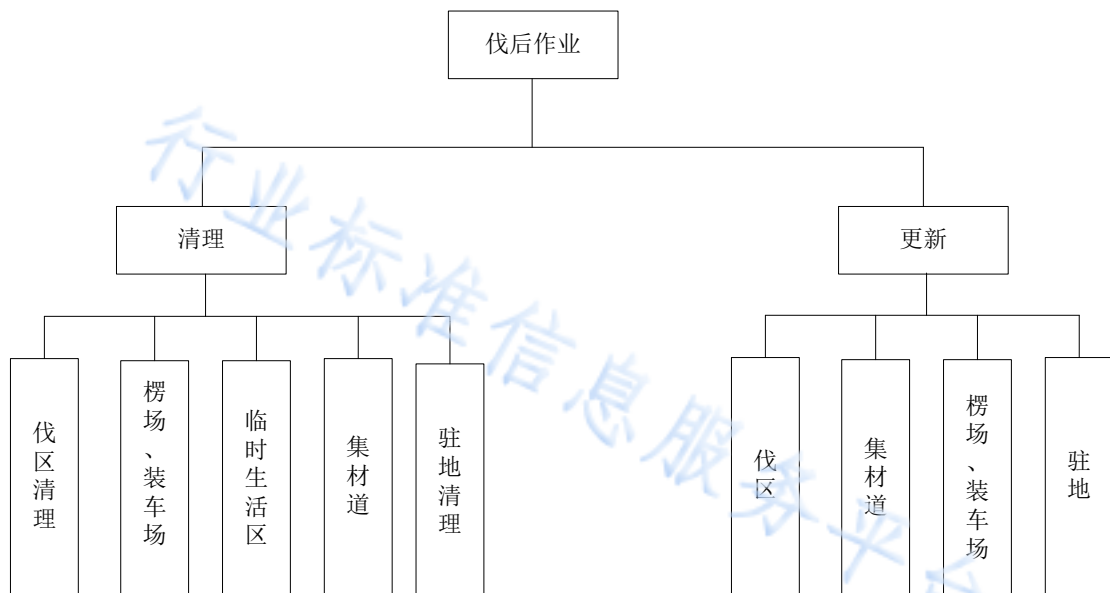 伐后作业
清理
更新
伐区清理
楞场、装车场
临时生活区
集材道
驻地清理
伐区
集材道
楞场、装车场
驻地
行业标准信息服务平台